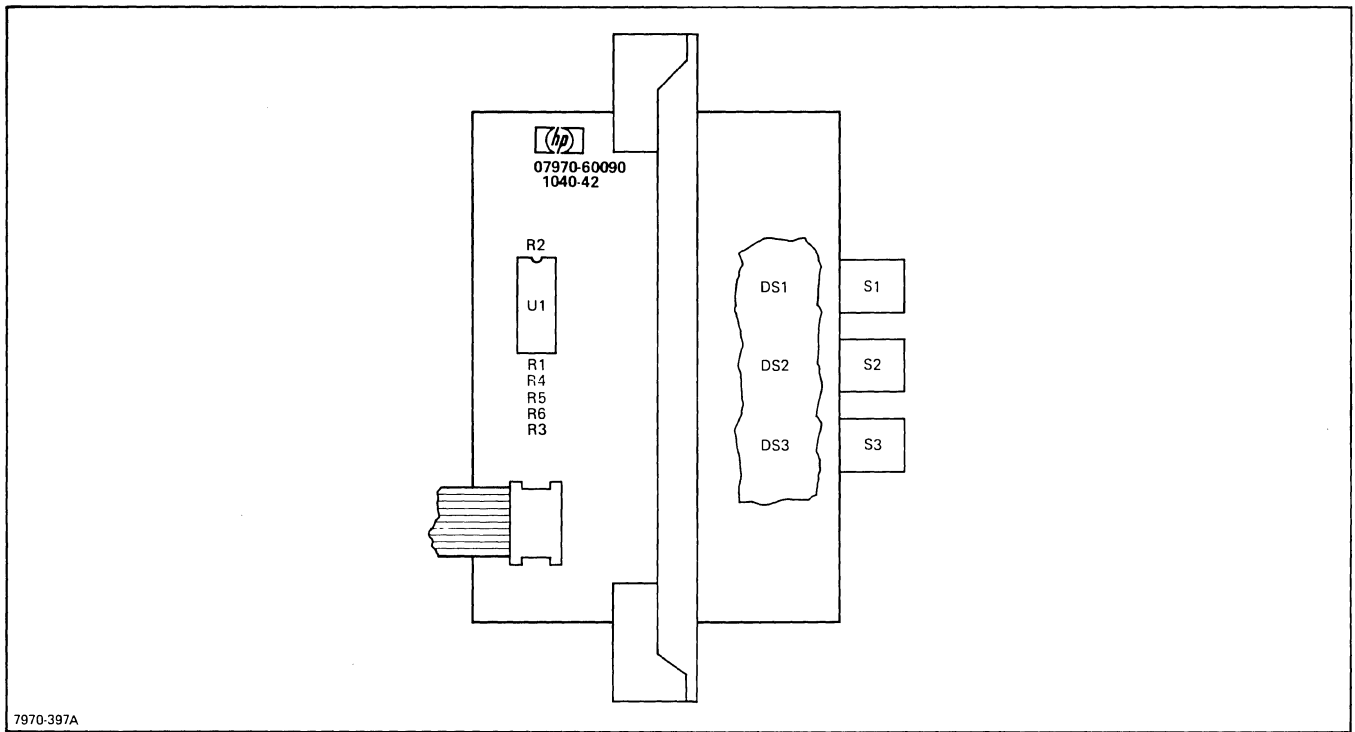 hp
07970-60090
1040-42
R2
U1
R1
R4
R5
R6
R3
DS1
S1
DS2
S2
DS3
S3
7970-397A